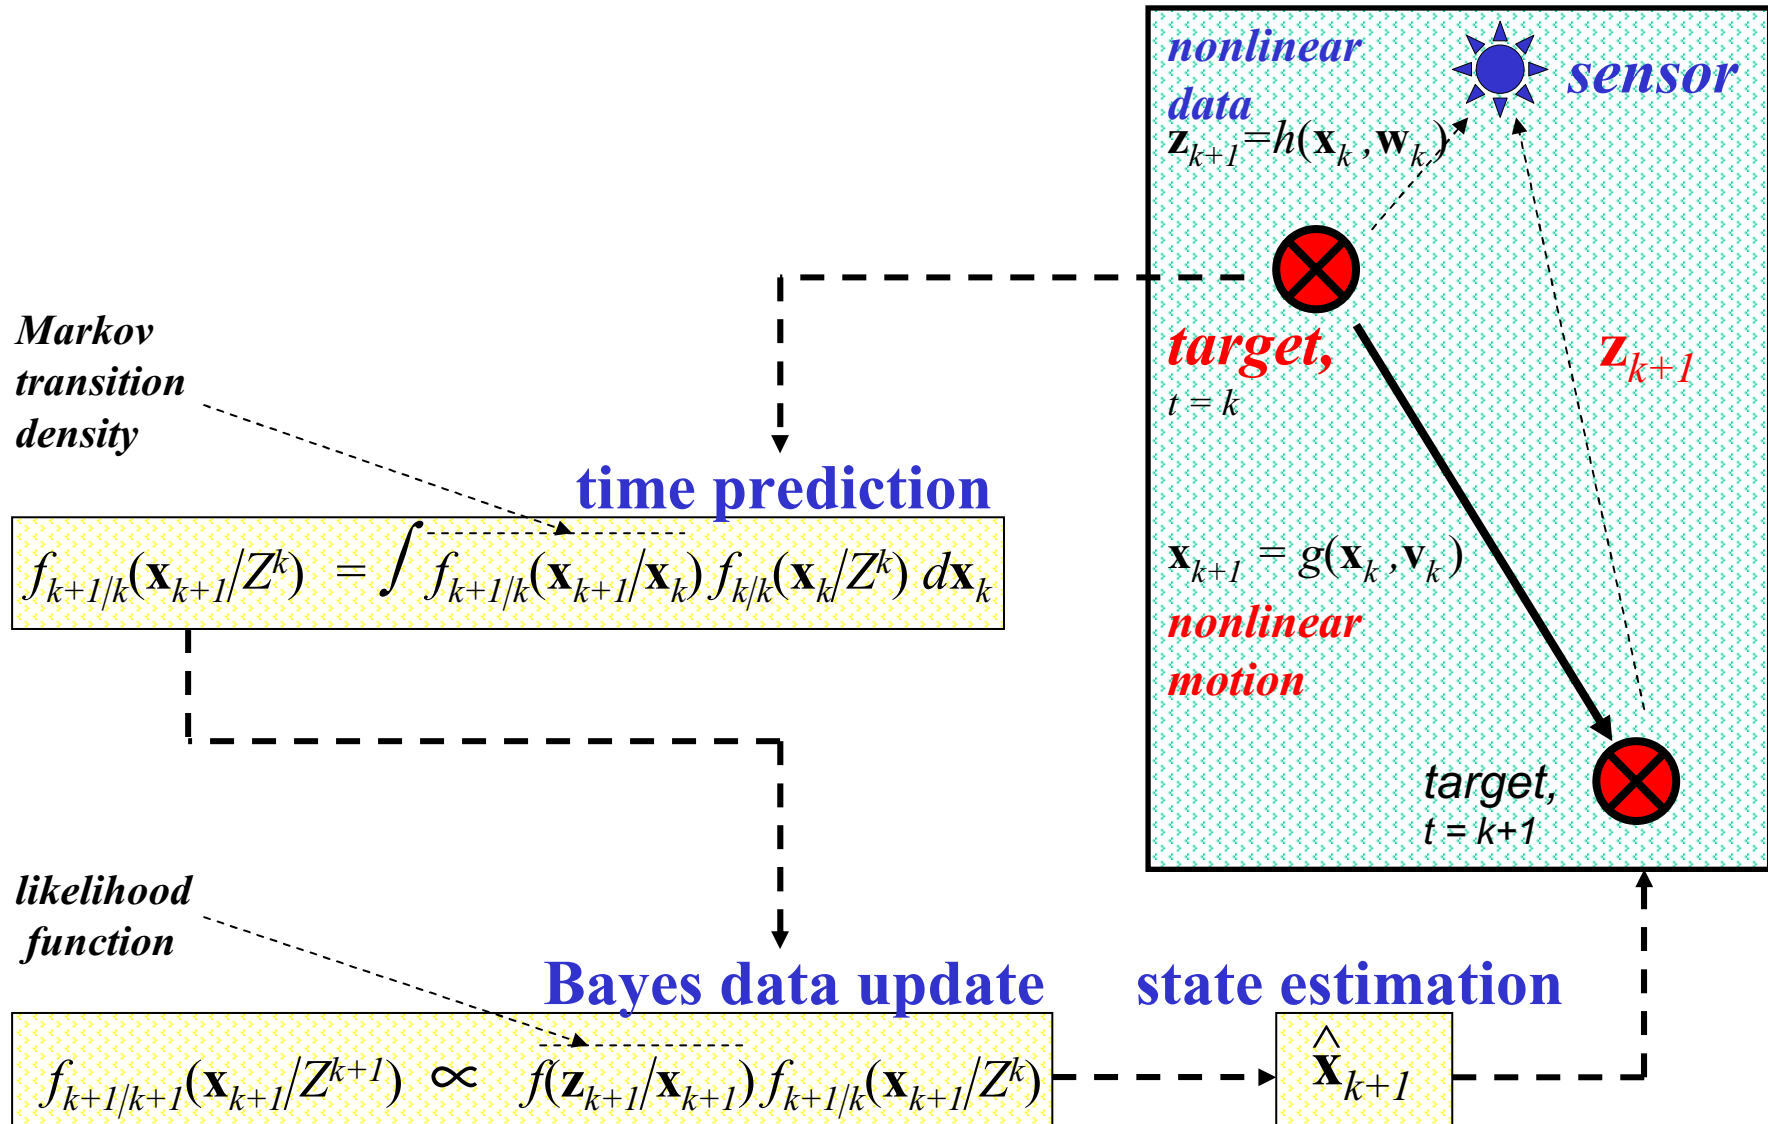 nonlinear
data
sensor
z_{k+1}=h(x_k,w_k)
target,
t = k
z_{k+1}
Markov
transition
density
time prediction
f_{k+1/k}(x_{k+1}/Z^k) = ∫ f_{k+1/k}(x_{k+1}/x_k) f_{k/k}(x_k/Z^k) dx_k
x_{k+1} = g(x_k,v_k)
nonlinear
motion
target,
t = k+1
likelihood
function
Bayes data update
state estimation
f_{k+1/k+1}(x_{k+1}/Z^{k+1}) ∝ f(z_{k+1}/x_{k+1}) f_{k+1/k}(x_{k+1}/Z^k)
x̂_{k+1}